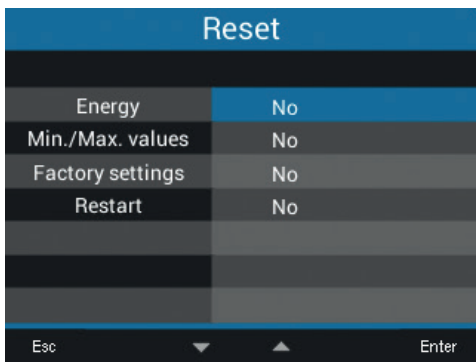 Reset
Energy No
Min./Max. values No
Factory settings No
Restart No
Esc Enter